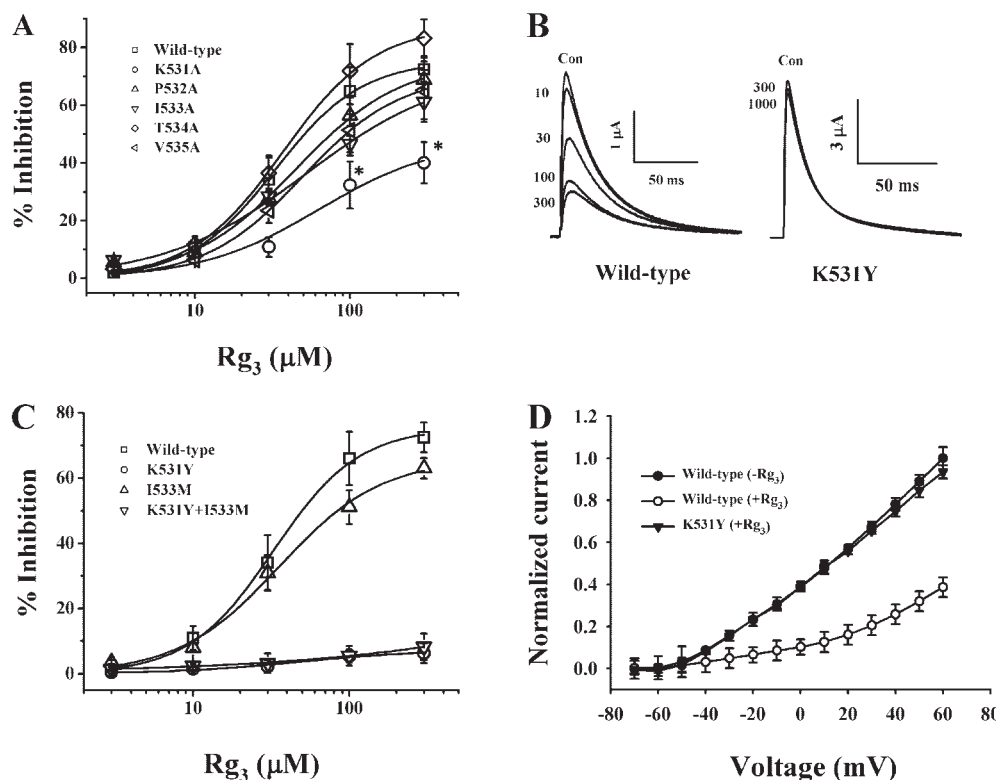 A
Wild-type
K531A
P532A
I533A
T534A
V535A
80
60
40
20
0
% Inhibition
*
*
10
100
Rg3 (μM)
B
Con
10
30
100
300
1 μA
50 ms
Wild-type
Con
300
1000
3 μA
50 ms
K531Y
C
Wild-type
K531Y
I533M
K531Y+I533M
80
60
40
20
0
% Inhibition
10
100
Rg3 (μM)
D
Wild-type (-Rg3)
Wild-type (+Rg3)
K531Y (+Rg3)
1.2
1.0
0.8
0.6
0.4
0.2
0.0
Normalized current
-80 -60 -40 -20 0 20 40 60 80
Voltage (mV)